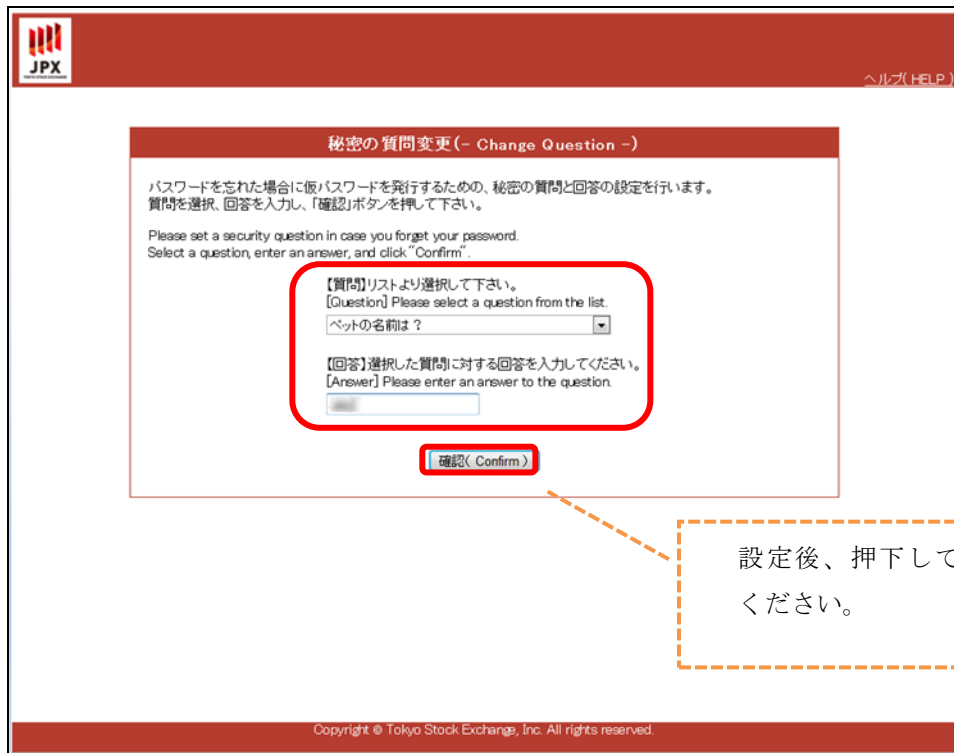 JPX
ヘルプ( HELP )
秘密の質問変更(- Change Question -)
パスワードを忘れた場合に仮パスワードを発行するための、秘密の質問と回答の設定を行います。
質問を選択、回答を入力し、「確認」ボタンを押して下さい。
Please set a security question in case you forget your password.
Select a question, enter an answer, and click “Confirm”.
【質問】リストより選択して下さい。
[Question] Please select a question from the list.
ペットの名前は？
【回答】選択した質問に対する回答を入力してください。
[Answer] Please enter an answer to the question.
確認( Confirm )
設定後、押下して
ください。
Copyright © Tokyo Stock Exchange, Inc. All rights reserved.